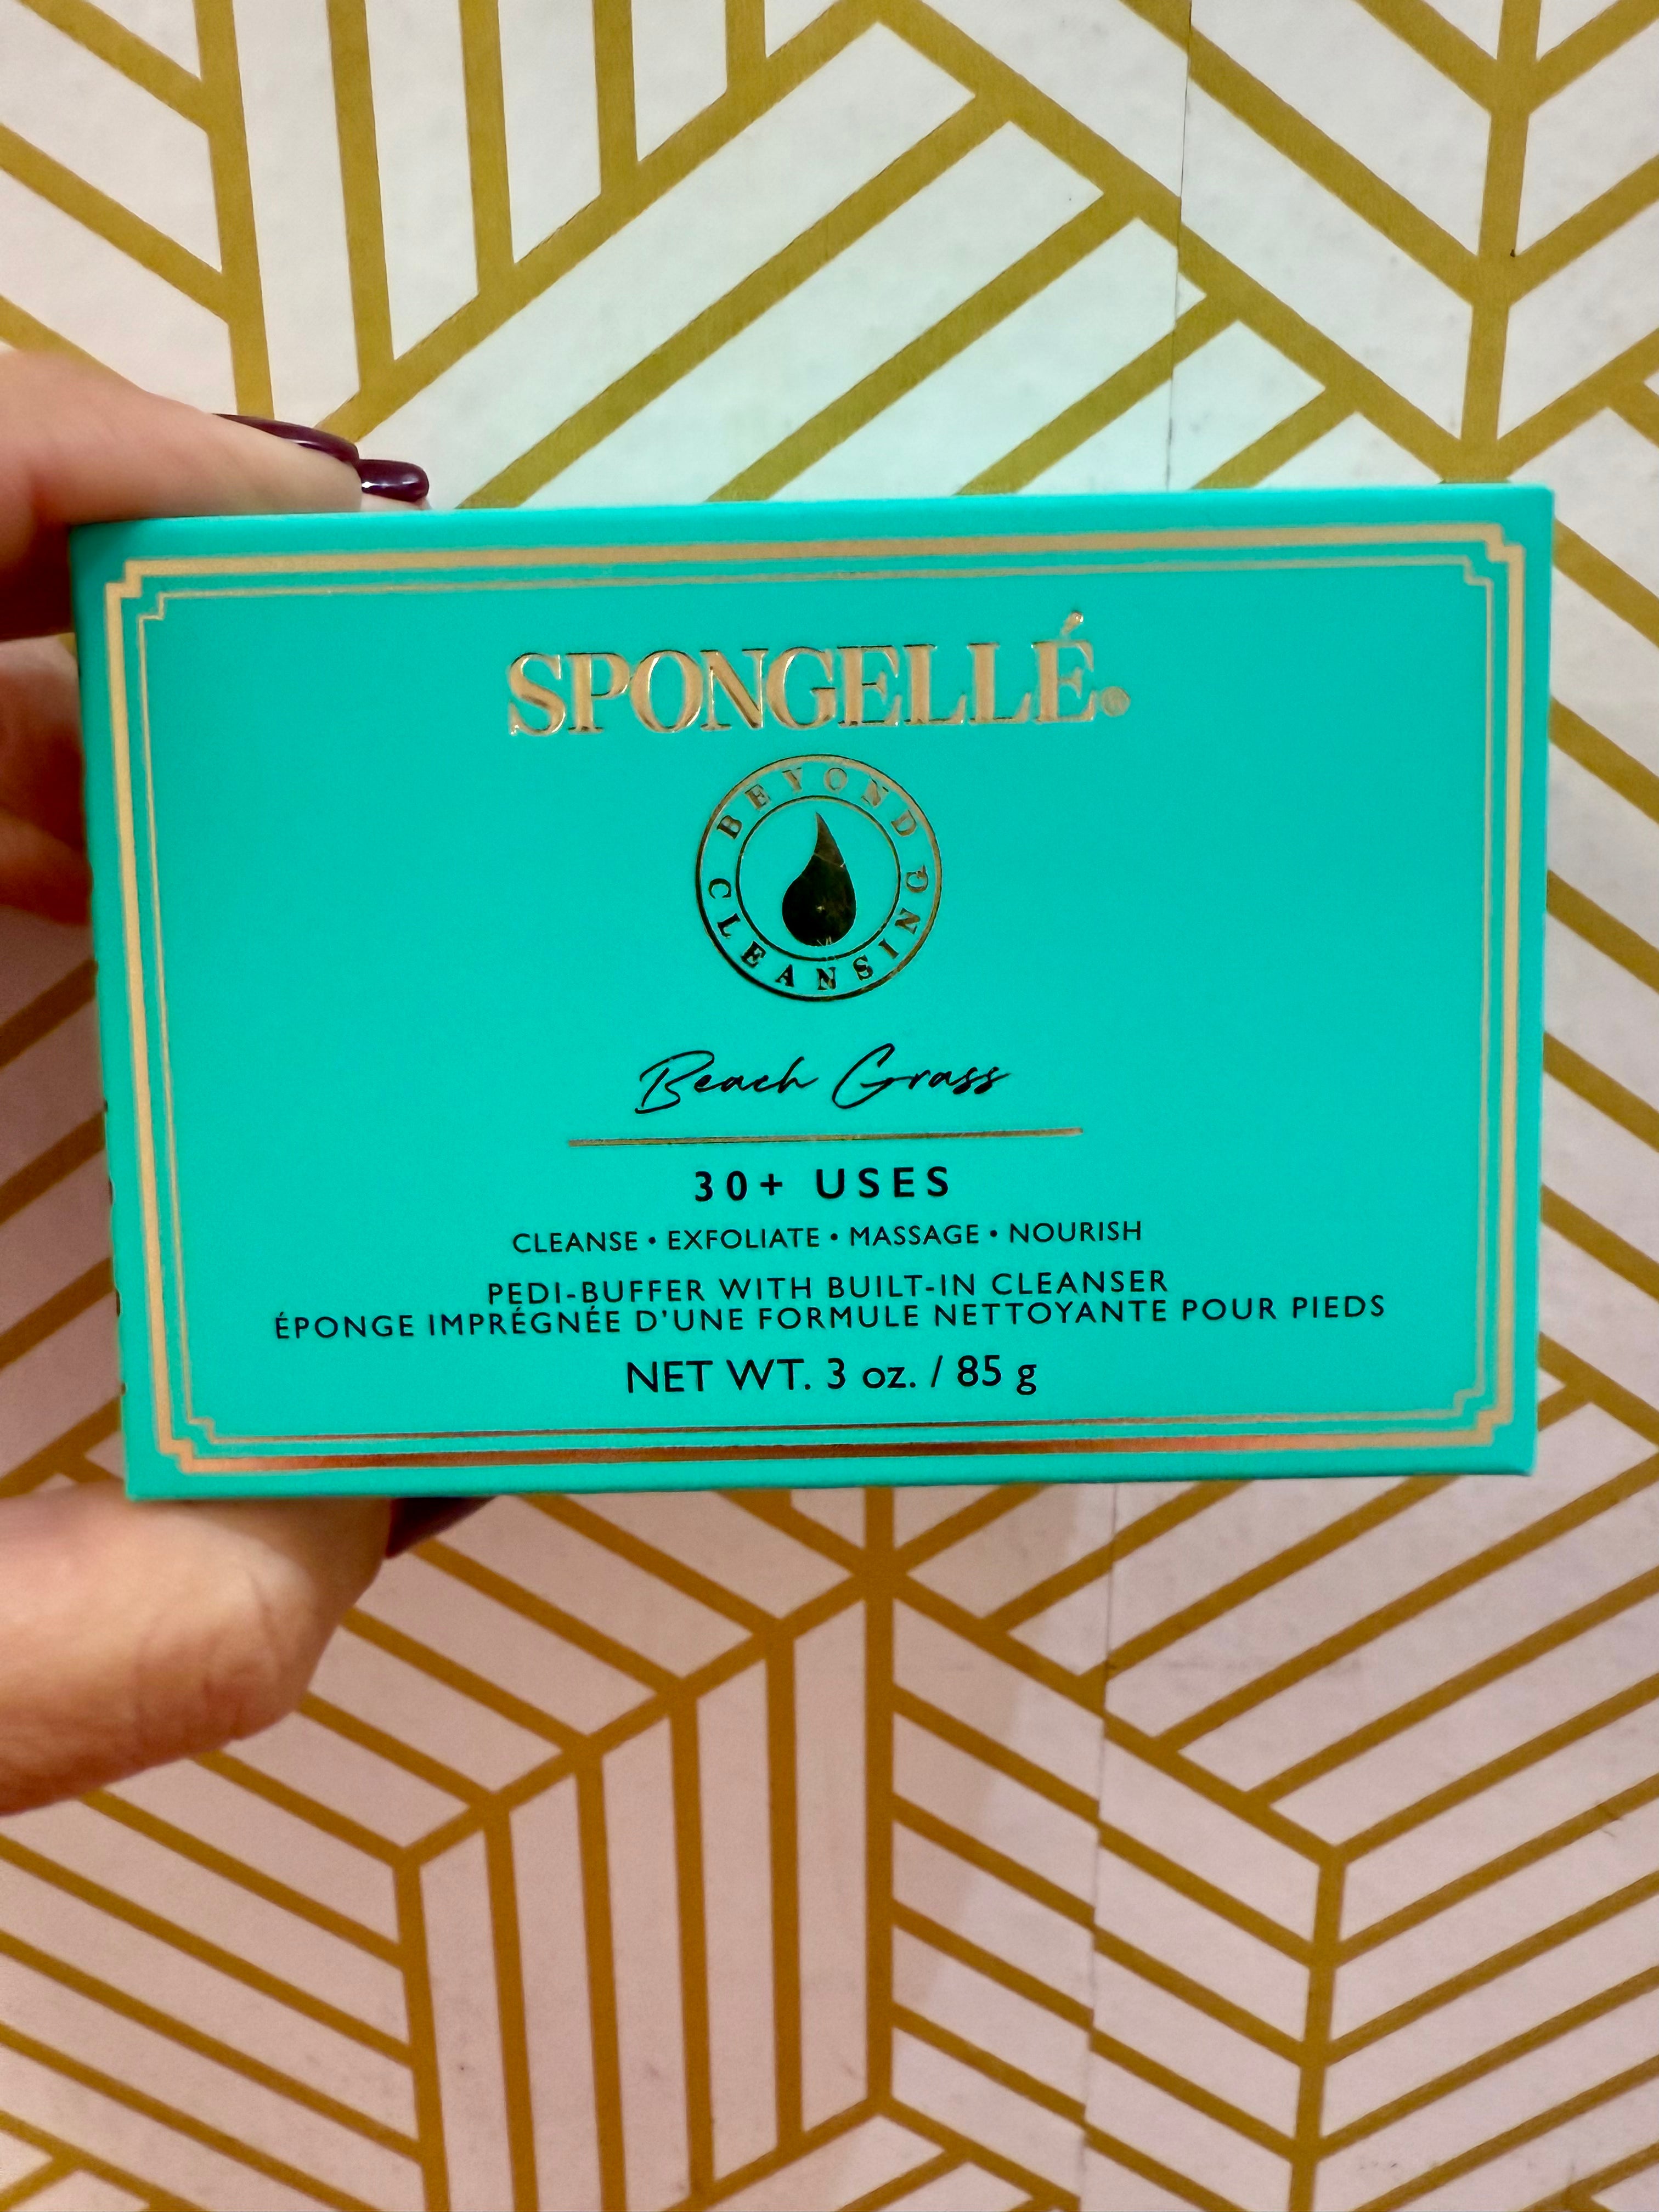 SPONGELLÉ®
BEYOND CLEANSING
Beach Grass
30+ USES
CLEANSE • EXFOLIATE • MASSAGE • NOURISH
PEDI-BUFFER WITH BUILT-IN CLEANSER
ÉPONGE IMPRÉGNÉE D'UNE FORMULE NETTOYANTE POUR PIEDS
NET WT. 3 oz. / 85 g